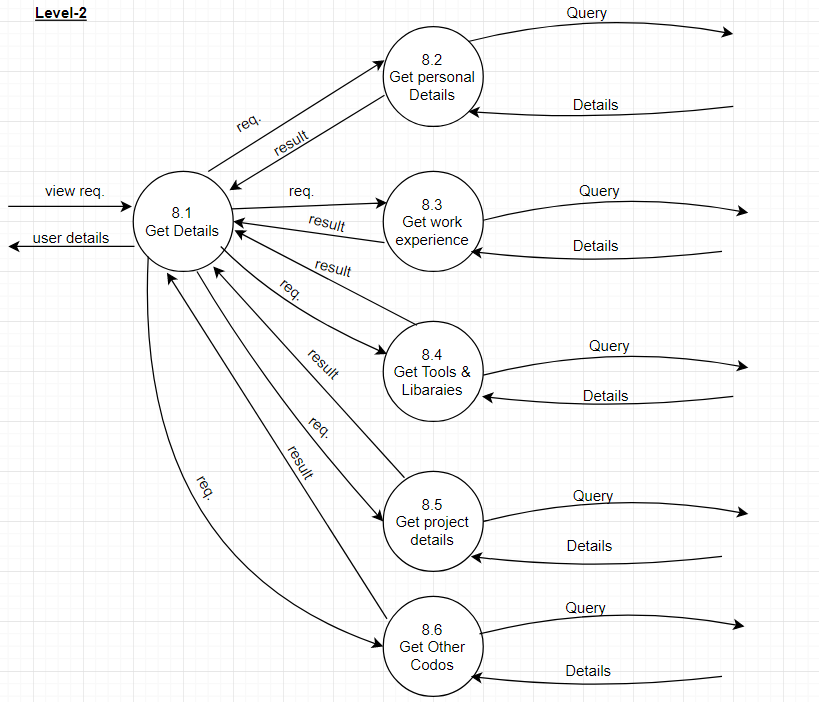 Level-2
Query
8.2
Get personal
Details
Details
req.
result
view req.
8.1
Get Details
user details
req.
result
8.3
Get work
experience
Query
Details
result
req.
8.4
Get Tools &
Libaraies
Query
Details
result
req.
8.5
Get project
details
Query
Details
result
req.
8.6
Get Other
Codos
Query
Details